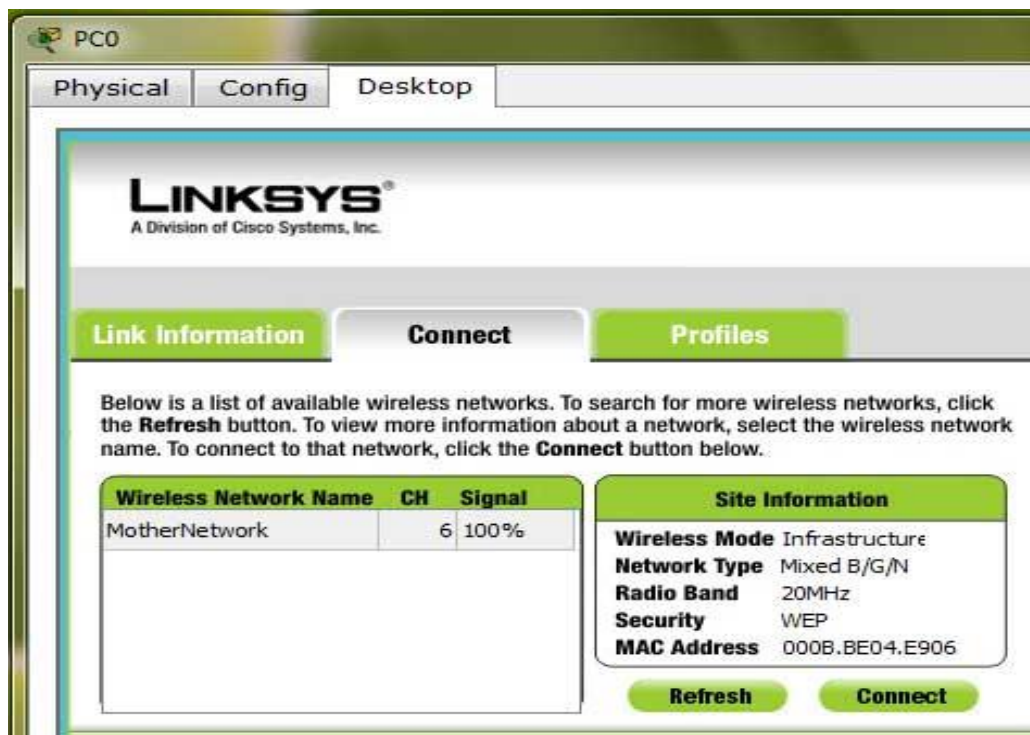 PC0
Physical Config Desktop
LINKSYS®
A Division of Cisco Systems, Inc.
Link Information Connect Profiles
Below is a list of available wireless networks. To search for more wireless networks, click
the Refresh button. To view more information about a network, select the wireless network
name. To connect to that network, click the Connect button below.
Wireless Network Name CH Signal
MotherNetwork 6 100%
Site Information
Wireless Mode Infrastructure
Network Type Mixed B/G/N
Radio Band 20MHz
Security WEP
MAC Address 000B.BE04.E906
Refresh Connect